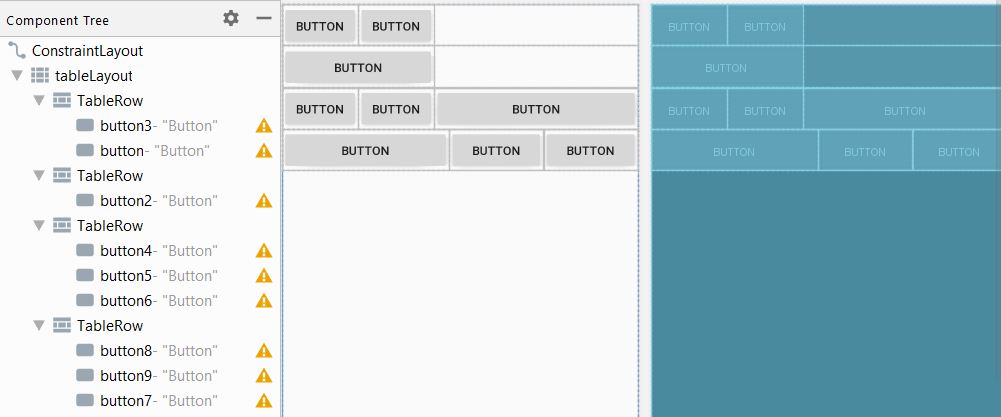 Component Tree
ConstraintLayout
tableLayout
TableRow
button3- "Button"
button- "Button"
TableRow
button2- "Button"
TableRow
button4- "Button"
button5- "Button"
button6- "Button"
TableRow
button8- "Button"
button9- "Button"
button7- "Button"
BUTTON BUTTON
BUTTON
BUTTON BUTTON BUTTON
BUTTON BUTTON BUTTON
BUTTON BUTTON
BUTTON
BUTTON BUTTON BUTTON
BUTTON BUTTON BUTTON